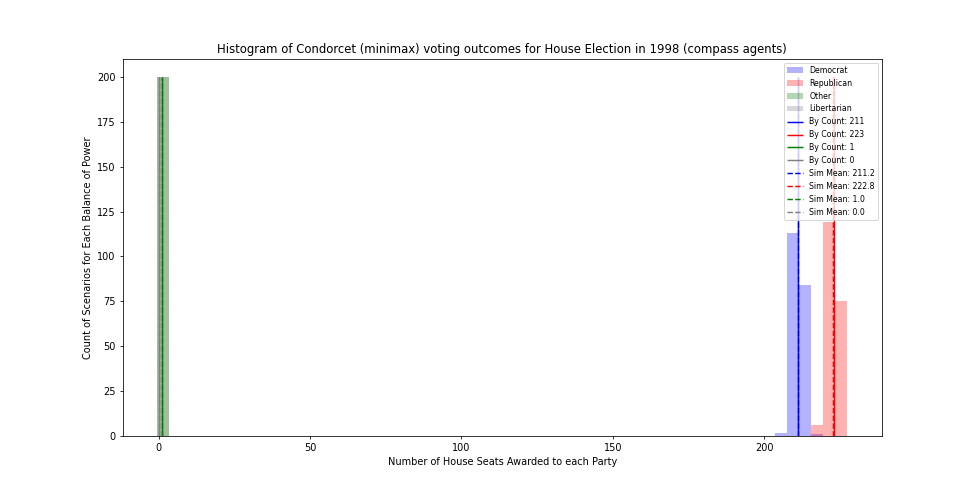 Histogram of Condorcet (minimax) voting outcomes for House Election in 1998 (compass agents)
Count of Scenarios for Each Balance of Power
200
175
150
125
100
75
50
25
0
0
50
100
150
200
Number of House Seats Awarded to each Party
Democrat
Republican
Other
Libertarian
By Count: 211
By Count: 223
By Count: 1
By Count: 0
Sim Mean: 211.2
Sim Mean: 222.8
Sim Mean: 1.0
Sim Mean: 0.0